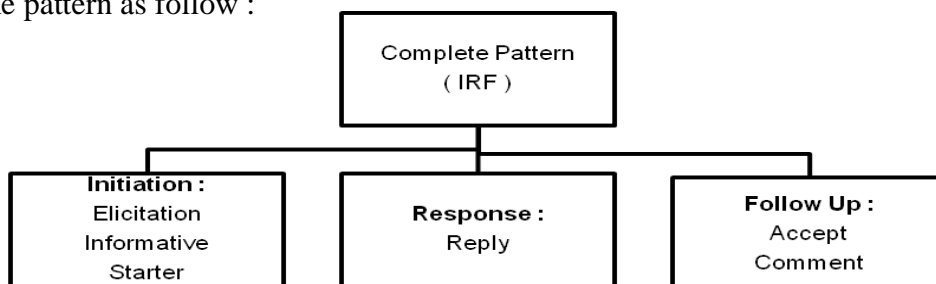 e pattern as follow :
Complete Pattern
( IRF )
Initiation :
Elicitation
Informative
Starter
Response :
Reply
Follow Up :
Accept
Comment